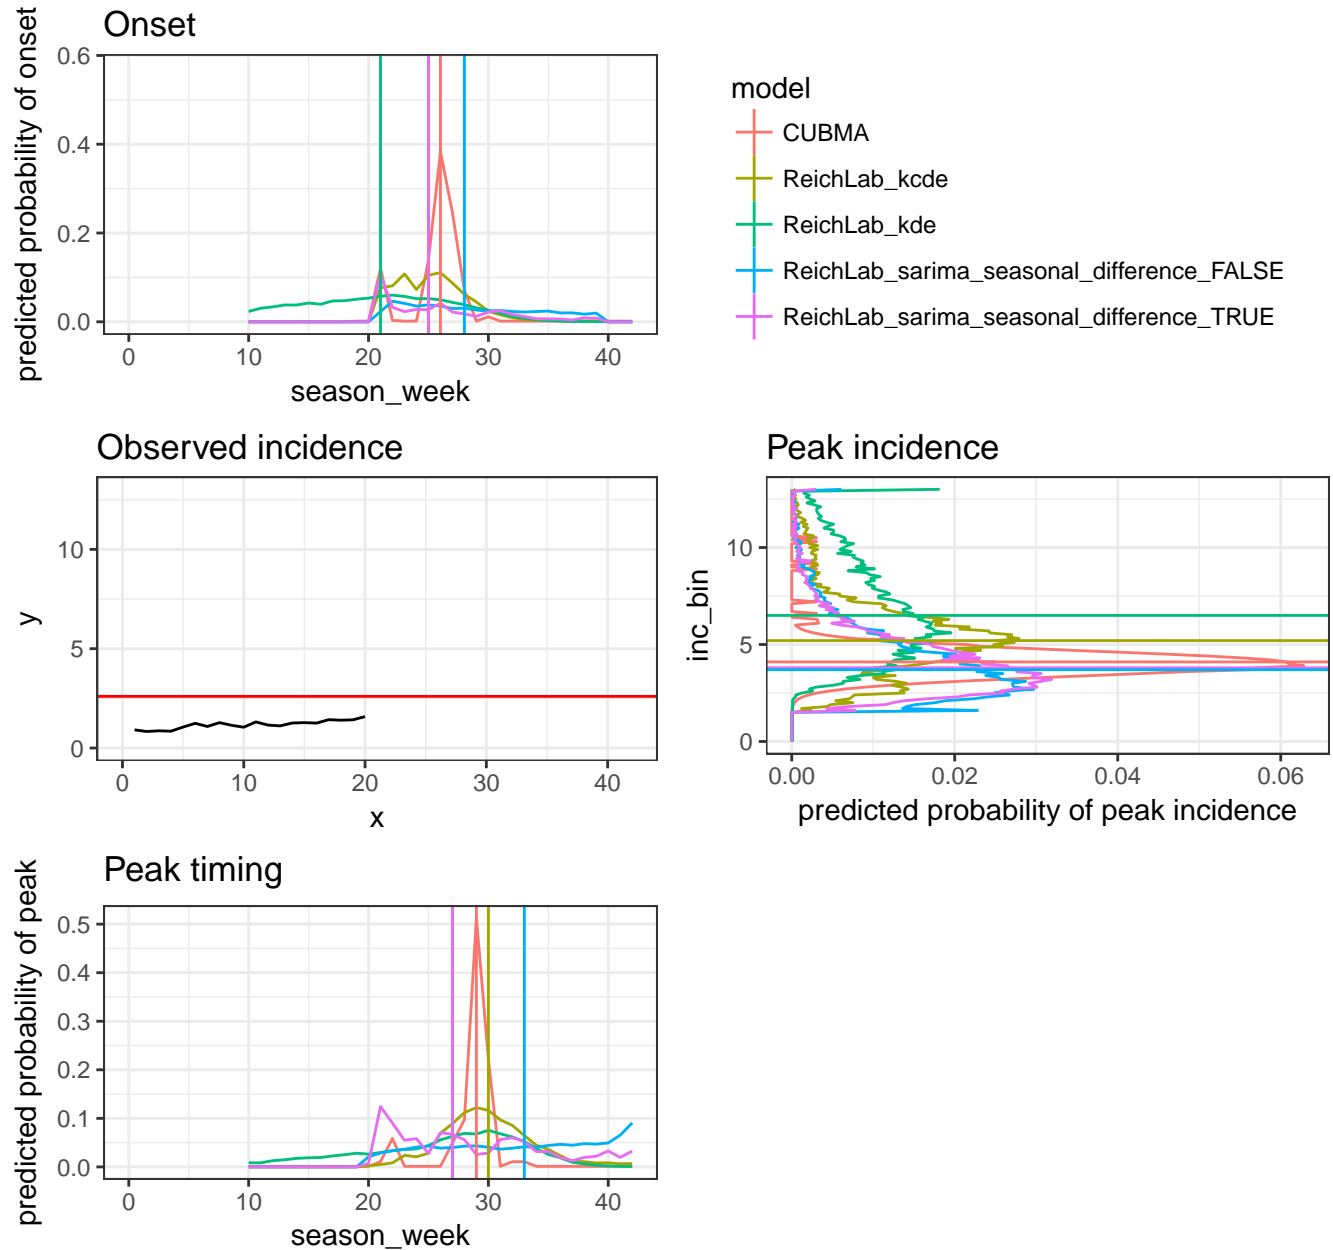 Onset
predicted probability of onset
0.6
0.4
0.2
0.0
0 10 20 30 40
season_week
model
CUBMA
ReichLab_kcde
ReichLab_kde
ReichLab_sarima_seasonal_difference_FALSE
ReichLab_sarima_seasonal_difference_TRUE
Observed incidence
y
10
5
0
0 10 20 30 40
x
Peak incidence
inc_bin
10
5
0
0.00 0.02 0.04 0.06
predicted probability of peak incidence
Peak timing
predicted probability of peak
0.5
0.4
0.3
0.2
0.1
0.0
0 10 20 30 40
season_week